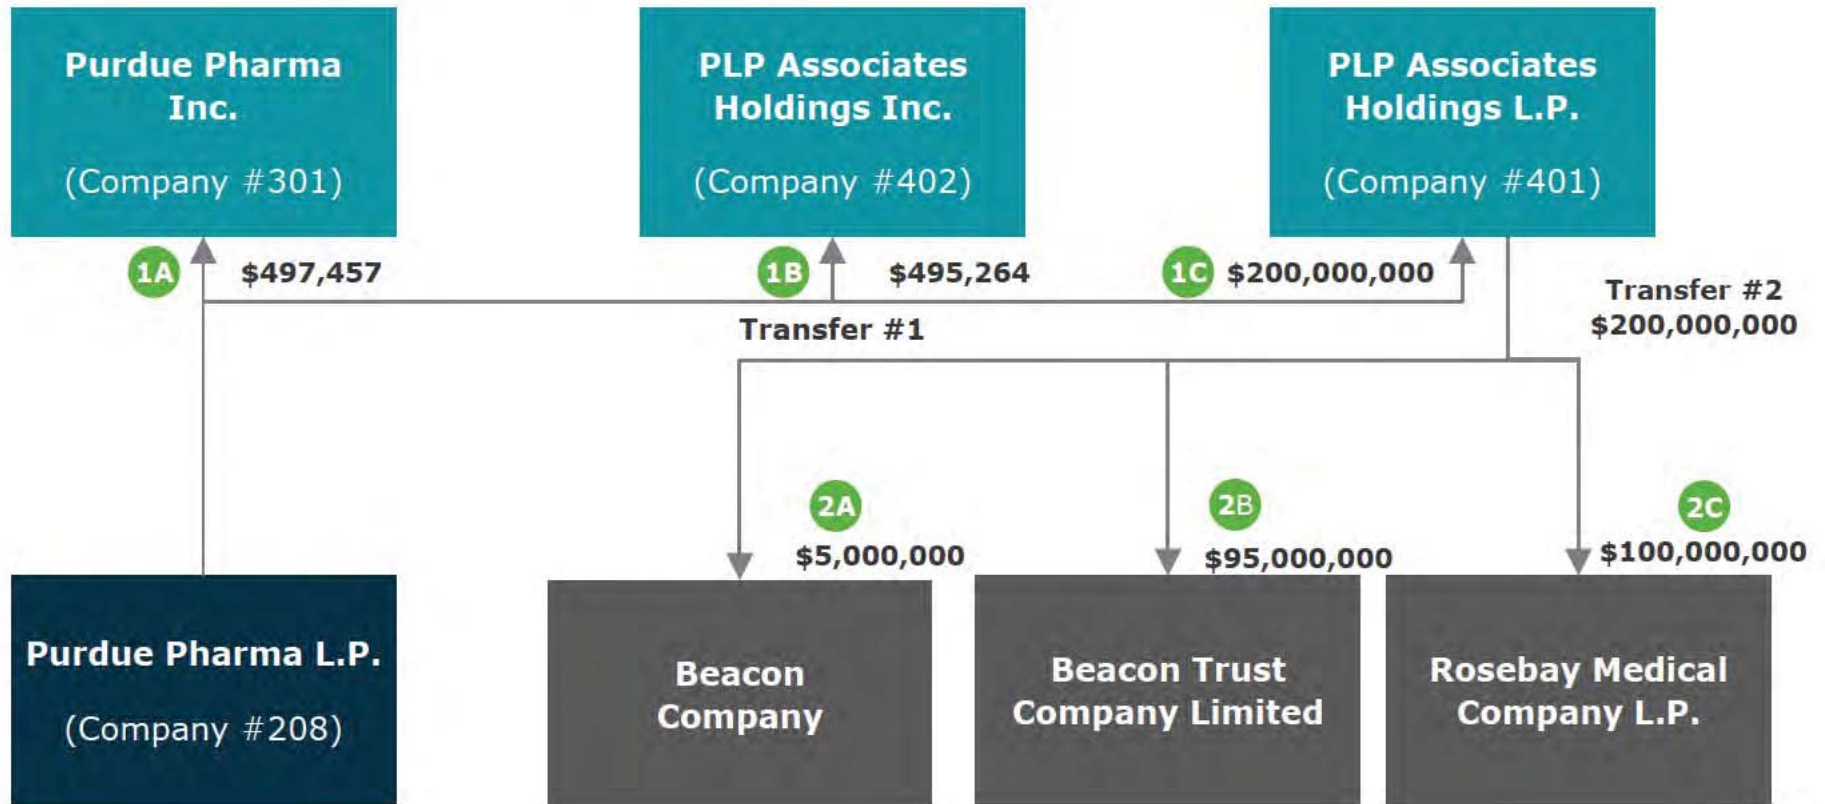 Purdue Pharma
Inc.
(Company #301)
PLP Associates
Holdings Inc.
(Company #402)
PLP Associates
Holdings L.P.
(Company #401)
1A
$497,457
1B
$495,264
1C
$200,000,000
Transfer #1
Transfer #2
$200,000,000
2A
$5,000,000
2B
$95,000,000
2C
$100,000,000
Purdue Pharma L.P.
(Company #208)
Beacon
Company
Beacon Trust
Company Limited
Rosebay Medical
Company L.P.